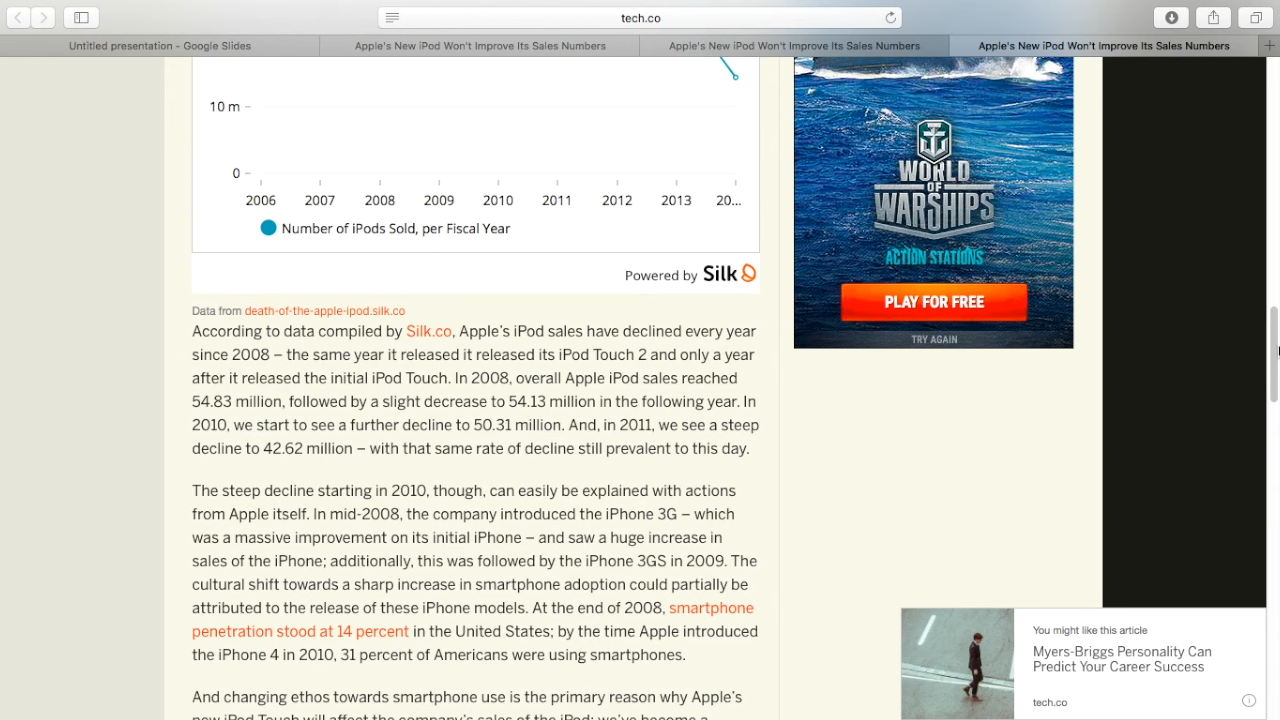 tech.co
Untitled presentation - Google Slides
Apple's New iPod Won't Improve Its Sales Numbers
Apple's New iPod Won't Improve Its Sales Numbers
Apple's New iPod Won't Improve Its Sales Numbers
10 m
0
2006 2007 2008 2009 2010 2011 2012 2013 20...
Number of iPods Sold, per Fiscal Year
Powered by Silk
Data from death-of-the-apple-ipod.silk.co
According to data compiled by Silk.co, Apple's iPod sales have declined every year
since 2008 – the same year it released it released its iPod Touch 2 and only a year
after it released the initial iPod Touch. In 2008, overall Apple iPod sales reached
54.83 million, followed by a slight decrease to 54.13 million in the following year. In
2010, we start to see a further decline to 50.31 million. And, in 2011, we see a steep
decline to 42.62 million – with that same rate of decline still prevalent to this day.
The steep decline starting in 2010, though, can easily be explained with actions
from Apple itself. In mid-2008, the company introduced the iPhone 3G – which
was a massive improvement on its initial iPhone – and saw a huge increase in
sales of the iPhone; additionally, this was followed by the iPhone 3GS in 2009. The
cultural shift towards a sharp increase in smartphone adoption could partially be
attributed to the release of these iPhone models. At the end of 2008, smartphone
penetration stood at 14 percent in the United States; by the time Apple introduced
the iPhone 4 in 2010, 31 percent of Americans were using smartphones.
And changing ethos towards smartphone use is the primary reason why Apple's
new iPod Touch will affect the company's sales of the iPod: we've become a
WORLD
OF
WARSHIPS
ACTION STATIONS
PLAY FOR FREE
TRY AGAIN
You might like this article
Myers-Briggs Personality Can
Predict Your Career Success
tech.co